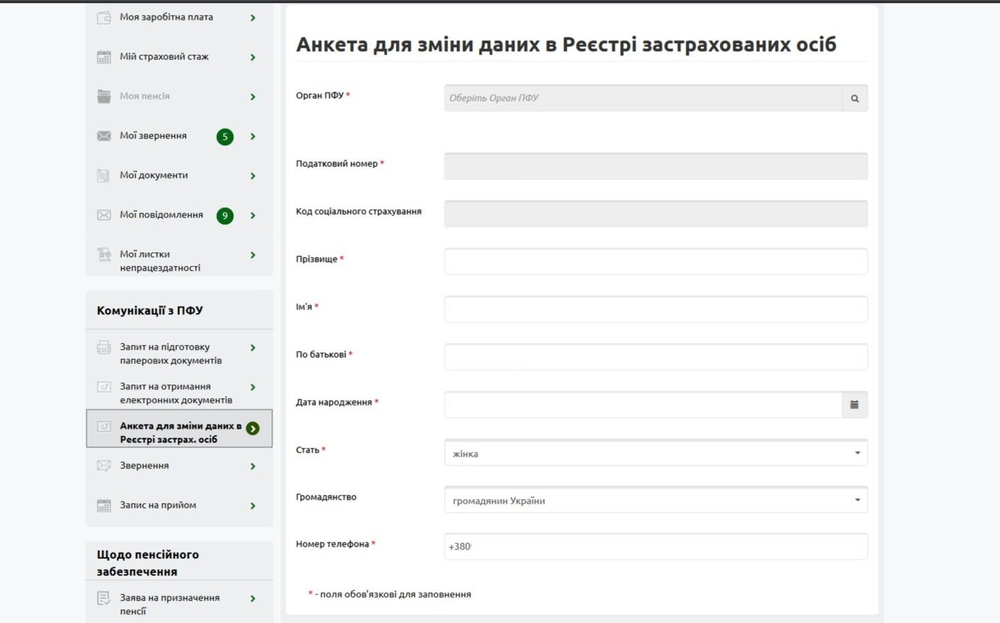 Моя заробітна плата
Мій страховий стаж
Моя пенсія
Мої звернення 5
Мої документи
Мої повідомлення 9
Мої листки
непрацездатності
Комунікації з ПФУ
Запит на підготовку
паперових документів
Запит на отримання
електронних документів
Анкета для зміни даних в
Реєстрі застрах. осіб
Звернення
Запис на прийом
Щодо пенсійного
забезпечення
Заява на призначення
пенсії
Анкета для зміни даних в Реєстрі застрахованих осіб
Орган ПФУ * Оберіть Орган ПФУ
Податковий номер *
Код соціального страхування
Прізвище *
Ім'я *
По батькові *
Дата народження *
Стать * жінка
Громадянство громадянин України
Номер телефона * +380
* - поля обов'язкові для заповнення